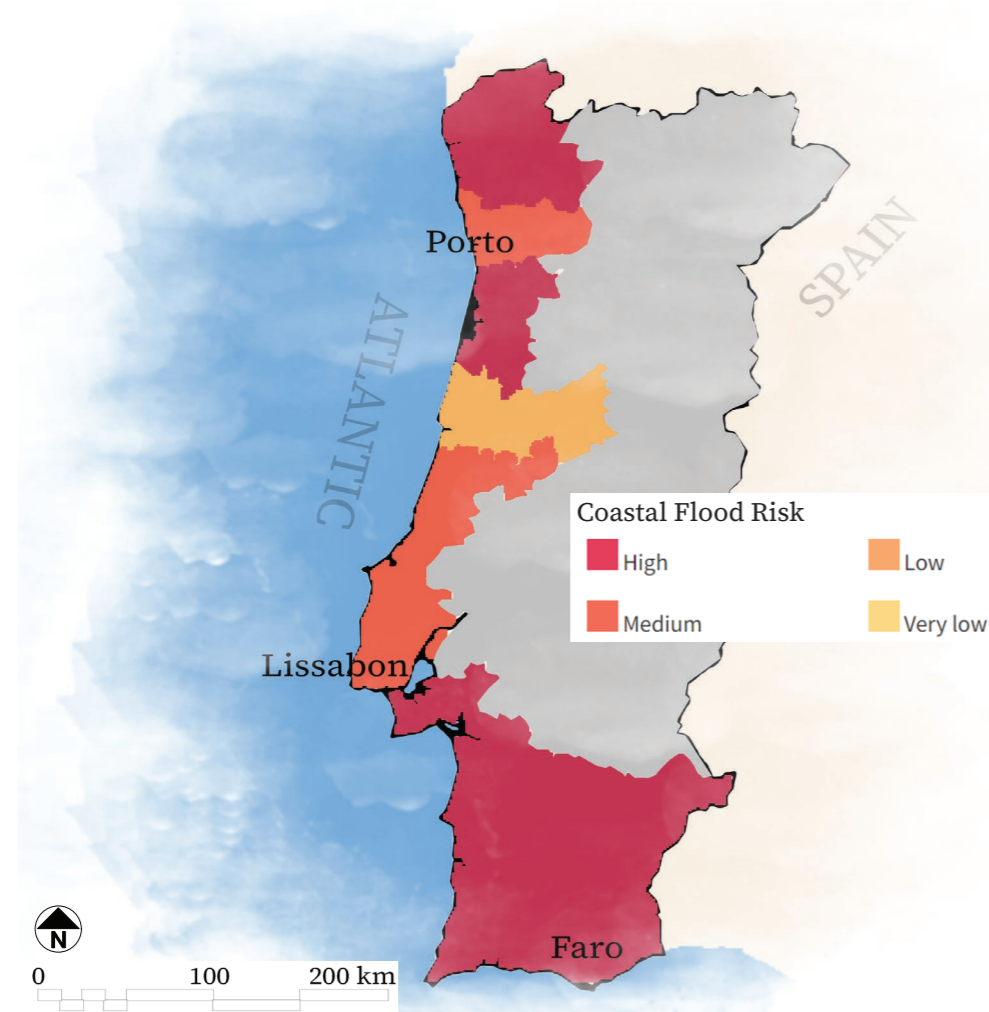 Porto
SPAIN
ATLANTIC
Coastal Flood Risk
High
Low
Medium
Very low
Lissabon
Faro
N
0 100 200 km